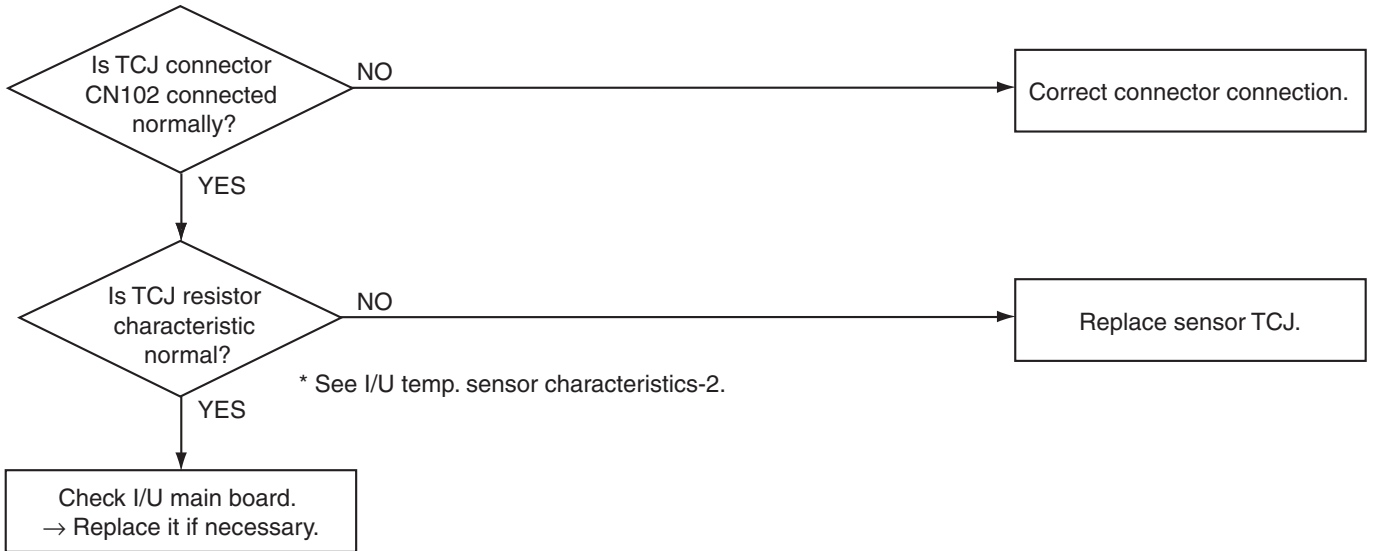 Is TCJ connector
CN102 connected
normally?
NO
Correct connector connection.
YES
Is TCJ resistor
characteristic
normal?
NO
Replace sensor TCJ.
* See I/U temp. sensor characteristics-2.
YES
Check I/U main board.
→ Replace it if necessary.